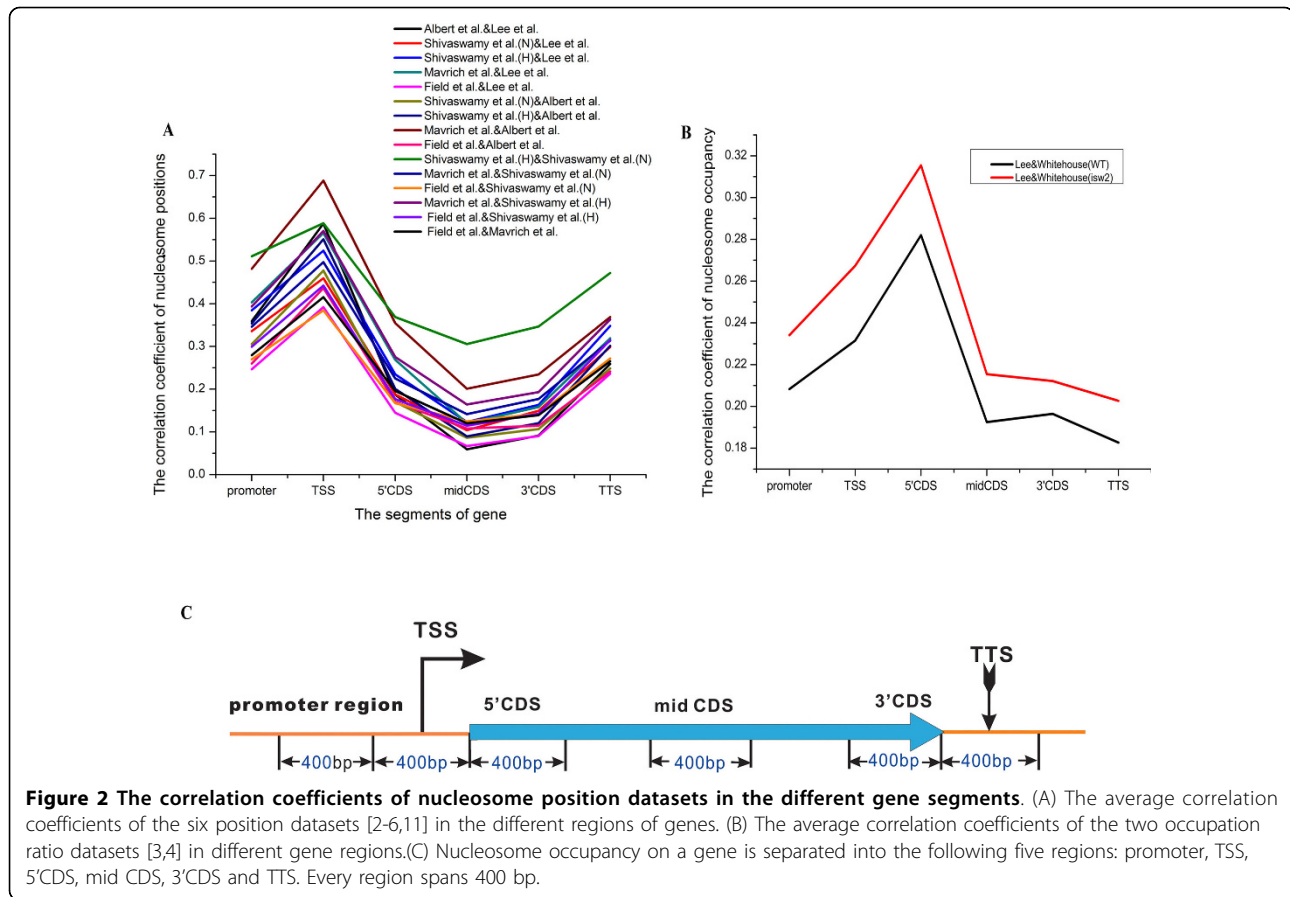 Albert et al.&Lee et al.
Shivaswamy et al.(N)&Lee et al.
Shivaswamy et al.(H)&Lee et al.
Mavrich et al.&Lee et al.
Field et al.&Lee et al.
Shivaswamy et al.(N)&Albert et al.
Shivaswamy et al.(H)&Albert et al.
Mavrich et al.&Albert et al.
Field et al.&Albert et al.
Shivaswamy et al.(H)&Shivaswamy et al.(N)
Mavrich et al.&Shivaswamy et al.(N)
Field et al.&Shivaswamy et al.(N)
Mavrich et al.&Shivaswamy et al.(H)
Field et al.&Shivaswamy et al.(H)
Field et al.&Mavrich et al.
A
The correlation coefficient of nucleosome positions
0.7
0.6
0.5
0.4
0.3
0.2
0.1
0.0
promoter TSS 5'CDS midCDS 3'CDS TTS
The segments of gene
B
The correlation coefficient of nucleosome occupancy
0.32
0.30
0.28
0.26
0.24
0.22
0.20
0.18
Lee&Whitehouse(WT)
Lee&Whitehouse(isw2)
promoter TSS 5'CDS midCDS 3'CDS TTS
C
TSS
TTS
promoter region 5'CDS mid CDS 3'CDS
400bp 400bp 400bp 400bp 400bp 400bp
Figure 2 The correlation coefficients of nucleosome position datasets in the different gene segments. (A) The average correlation
coefficients of the six position datasets [2-6,11] in the different regions of genes. (B) The average correlation coefficients of the two occupation
ratio datasets [3,4] in different gene regions.(C) Nucleosome occupancy on a gene is separated into the following five regions: promoter, TSS,
5'CDS, mid CDS, 3'CDS and TTS. Every region spans 400 bp.